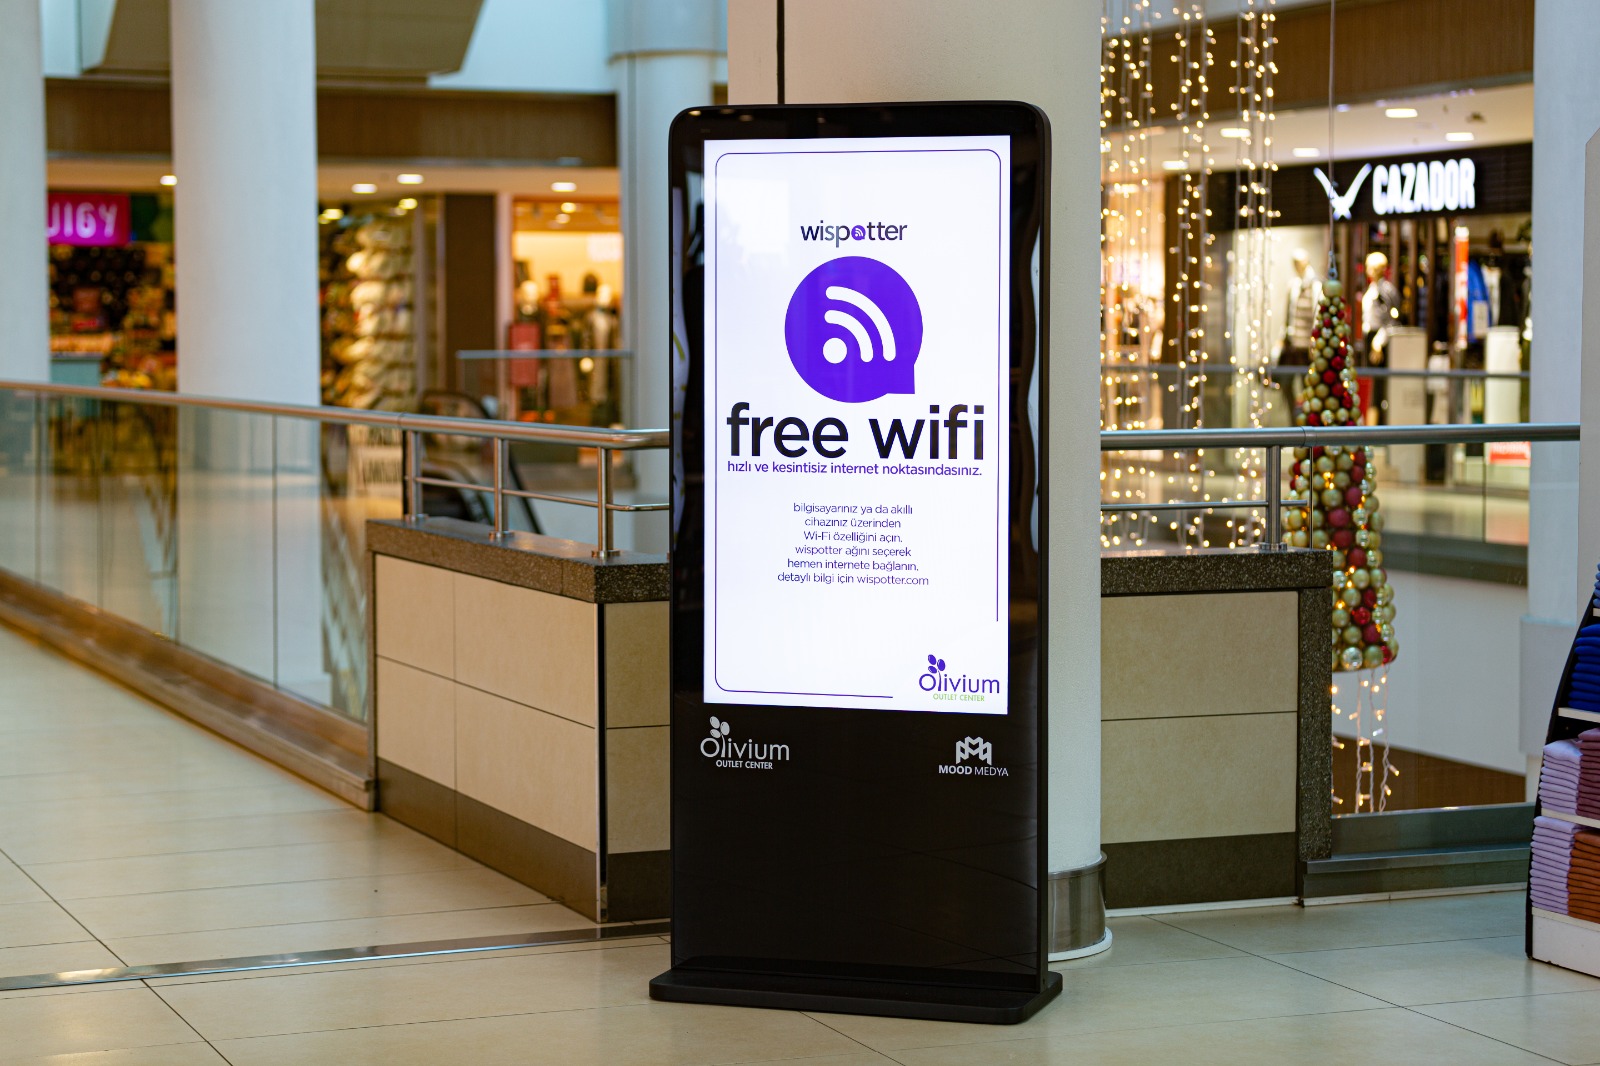 JIGY
CAZADOR
wispotter
free wifi
hızlı ve kesintisiz internet noktasındasınız.
bilgisayarınız ya da akıllı
cihazınız üzerinden
Wi-Fi özelliğini açın.
wispotter ağını seçerek
hemen internete bağlanın.
detaylı bilgi için wispotter.com
Olivium
OUTLET CENTER
Olivium
OUTLET CENTER
MOOD MEDYA